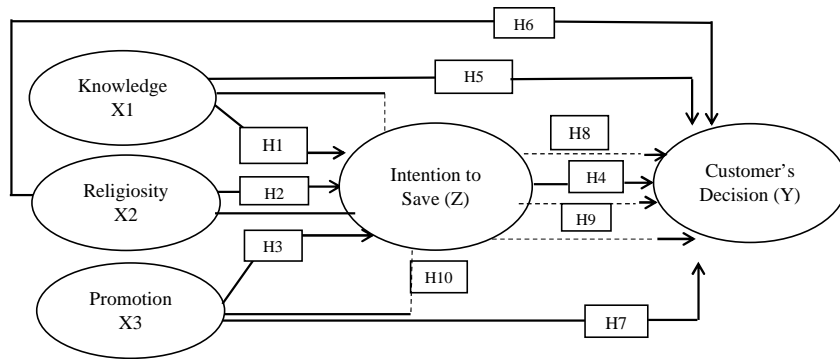 H6
Knowledge
X1
H5
H1
H8
Religiosity
X2
H2
Intention to
Save (Z)
H4
Customer's
Decision (Y)
H9
H3
H10
Promotion
X3
H7